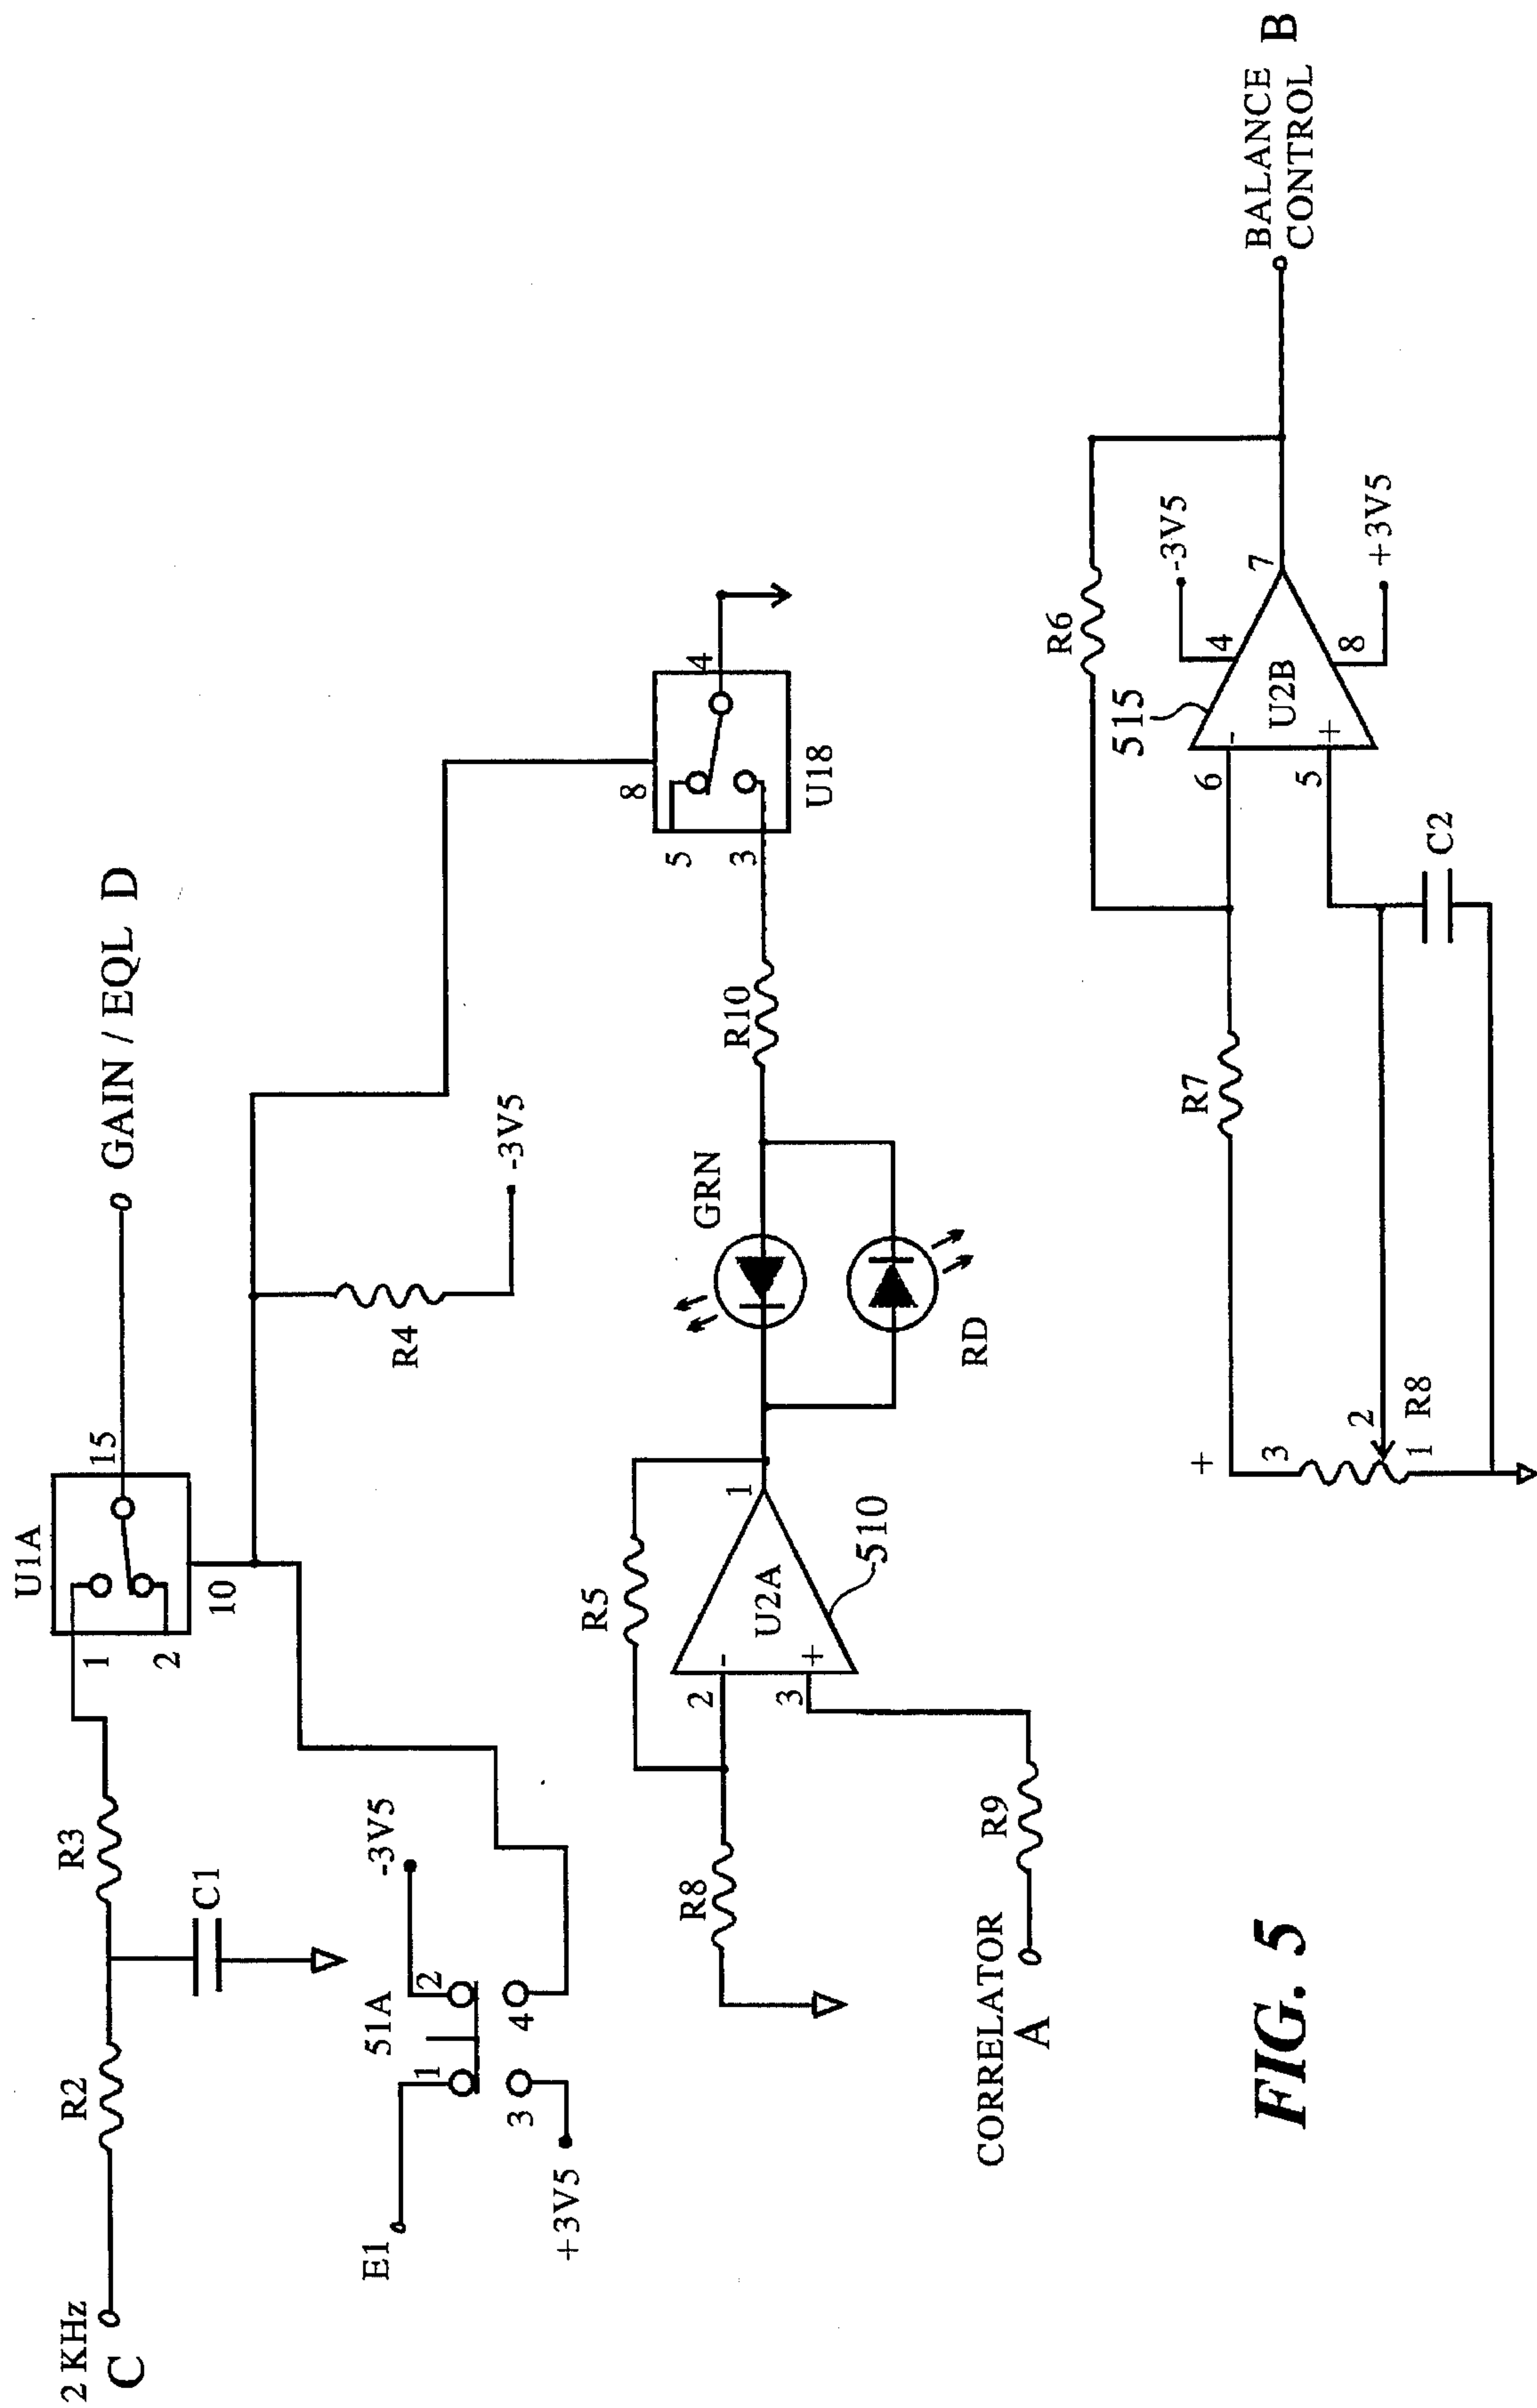 2 KHz
C
R2
R3
C1
1
2
U1A
15
10
GAIN / EQL D
E1
51A
1
2
3
4
-3V5
+3V5
R4
-3V5
8
5
3
4
U18
R8
R5
2
3
-
+
U2A
1
510
GRN
RD
R10
CORRELATOR
A
R9
+
3
2
1
R8
R7
R6
C2
6
5
-
+
U2B
515
4
8
7
-3V5
+3V5
BALANCE
CONTROL B
FIG. 5